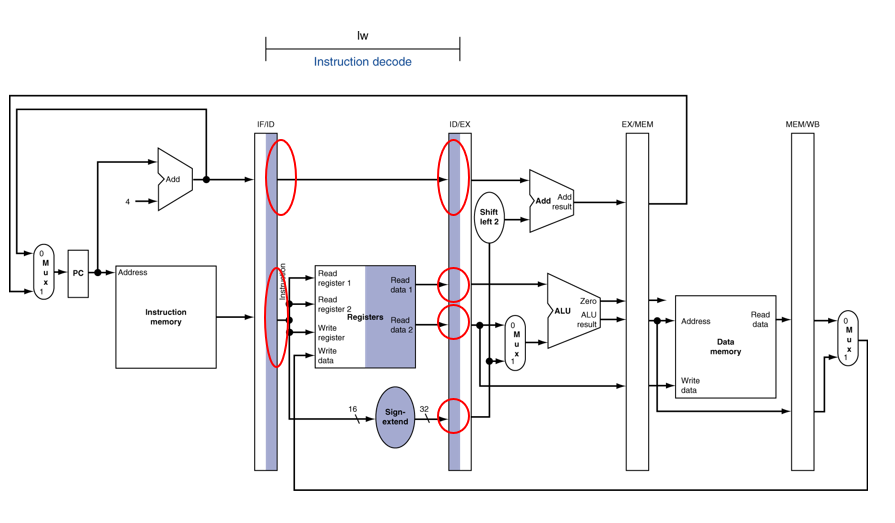 lw
Instruction decode
IF/ID
ID/EX
EX/MEM
MEM/WB
Add
4
Shift
left 2
Add
Add
result
0
M
u
x
1
PC
Address
Instruction
memory
Instruction
Read
register 1
Read
register 2
Write
register
Write
data
Registers
Read
data 1
Read
data 2
16
Sign-
extend
32
0
M
u
x
1
ALU
Zero
ALU
result
Address
Read
data
Data
memory
Write
data
0
M
u
x
1